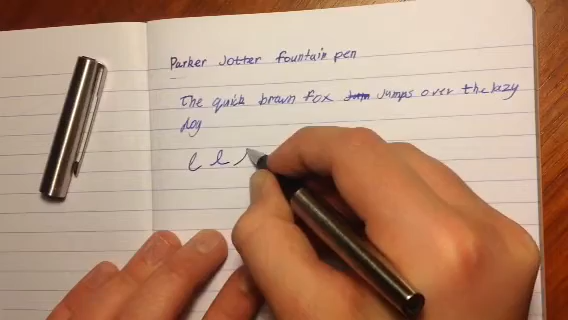 Parker Jotter fountain pen
The quick brown fox jumps over the lazy
dog
l l